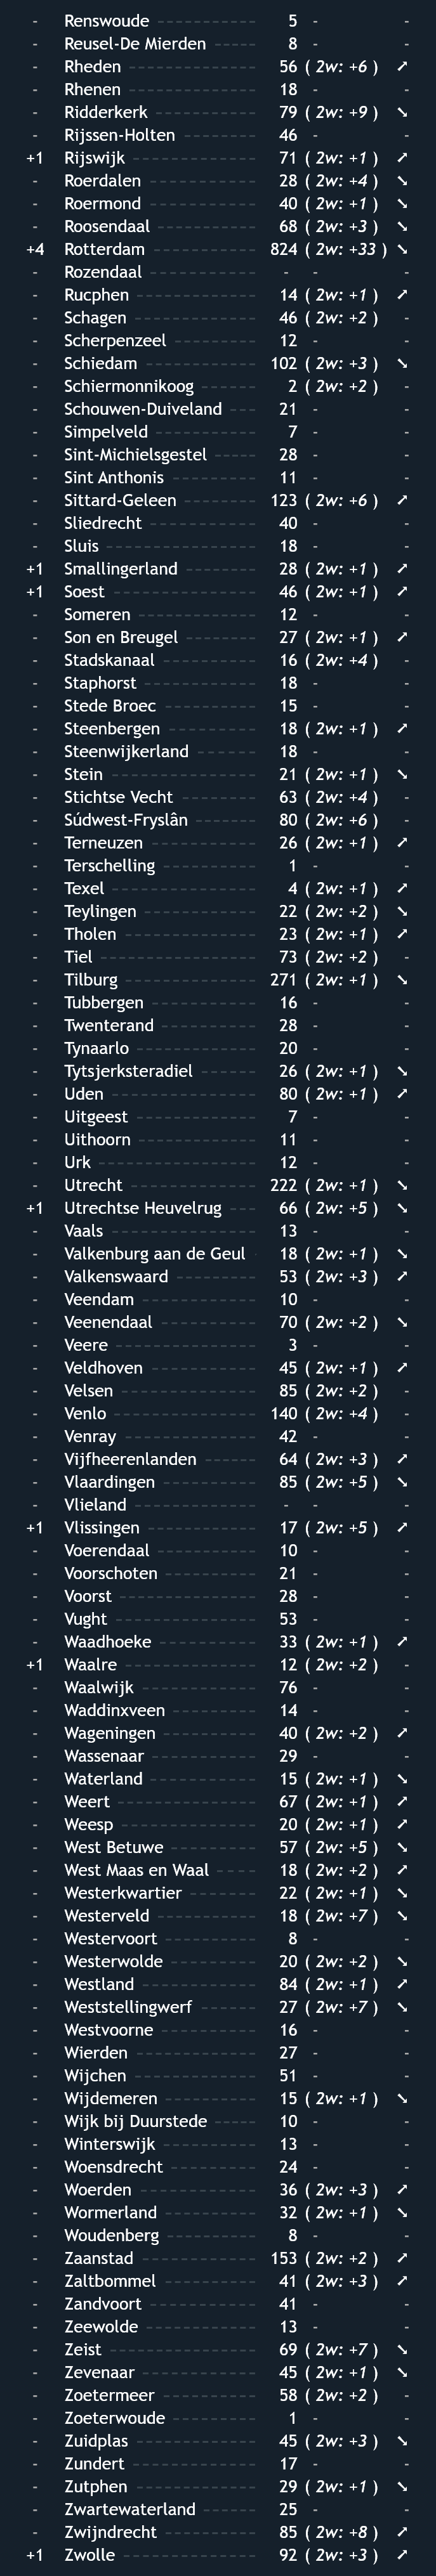 - Renswoude 5 - -
- Reusel-De Mierden 8 - -
- Rheden 56 ( 2w: +6 ) ↗
- Rhenen 18 - -
- Ridderkerk 79 ( 2w: +9 ) ↘
- Rijssen-Holten 46 - -
+1 Rijswijk 71 ( 2w: +1 ) ↗
- Roerdalen 28 ( 2w: +4 ) ↘
- Roermond 40 ( 2w: +1 ) ↘
- Roosendaal 68 ( 2w: +3 ) ↘
+4 Rotterdam 824 ( 2w: +33 ) ↘
- Rozendaal - - -
- Rucphen 14 ( 2w: +1 ) ↗
- Schagen 46 ( 2w: +2 ) -
- Scherpenzeel 12 - -
- Schiedam 102 ( 2w: +3 ) ↘
- Schiermonnikoog 2 ( 2w: +2 ) -
- Schouwen-Duiveland 21 - -
- Simpelveld 7 - -
- Sint-Michielsgestel 28 - -
- Sint Anthonis 11 - -
- Sittard-Geleen 123 ( 2w: +6 ) ↗
- Sliedrecht 40 - -
- Sluis 18 - -
+1 Smallingerland 28 ( 2w: +1 ) ↗
+1 Soest 46 ( 2w: +1 ) ↗
- Someren 12 - -
- Son en Breugel 27 ( 2w: +1 ) ↗
- Stadskanaal 16 ( 2w: +4 ) -
- Staphorst 18 - -
- Stede Broec 15 - -
- Steenbergen 18 ( 2w: +1 ) ↗
- Steenwijkerland 18 - -
- Stein 21 ( 2w: +1 ) ↘
- Stichtse Vecht 63 ( 2w: +4 ) -
- Súdwest-Fryslân 80 ( 2w: +6 ) -
- Terneuzen 26 ( 2w: +1 ) ↗
- Terschelling 1 - -
- Texel 4 ( 2w: +1 ) ↗
- Teylingen 22 ( 2w: +2 ) ↘
- Tholen 23 ( 2w: +1 ) ↗
- Tiel 73 ( 2w: +2 ) -
- Tilburg 271 ( 2w: +1 ) ↘
- Tubbergen 16 - -
- Twenterand 28 - -
- Tynaarlo 20 - -
- Tytsjerksteradiel 26 ( 2w: +1 ) ↘
- Uden 80 ( 2w: +1 ) ↗
- Uitgeest 7 - -
- Uithoorn 11 - -
- Urk 12 - -
- Utrecht 222 ( 2w: +1 ) ↘
+1 Utrechtse Heuvelrug 66 ( 2w: +5 ) ↘
- Vaals 13 - -
- Valkenburg aan de Geul 18 ( 2w: +1 ) ↘
- Valkenswaard 53 ( 2w: +3 ) ↗
- Veendam 10 - -
- Veenendaal 70 ( 2w: +2 ) ↘
- Veere 3 - -
- Veldhoven 45 ( 2w: +1 ) ↗
- Velsen 85 ( 2w: +2 ) -
- Venlo 140 ( 2w: +4 ) -
- Venray 42 - -
- Vijfheerenlanden 64 ( 2w: +3 ) ↗
- Vlaardingen 85 ( 2w: +5 ) ↘
- Vlieland - - -
+1 Vlissingen 17 ( 2w: +5 ) ↗
- Voerendaal 10 - -
- Voorschoten 21 - -
- Voorst 28 - -
- Vught 53 - -
- Waadhoeke 33 ( 2w: +1 ) ↗
+1 Waalre 12 ( 2w: +2 ) -
- Waalwijk 76 - -
- Waddinxveen 14 - -
- Wageningen 40 ( 2w: +2 ) ↗
- Wassenaar 29 - -
- Waterland 15 ( 2w: +1 ) ↘
- Weert 67 ( 2w: +1 ) ↗
- Weesp 20 ( 2w: +1 ) ↗
- West Betuwe 57 ( 2w: +5 ) ↘
- West Maas en Waal 18 ( 2w: +2 ) ↗
- Westerkwartier 22 ( 2w: +1 ) ↘
- Westerveld 18 ( 2w: +7 ) ↘
- Westervoort 8 - -
- Westerwolde 20 ( 2w: +2 ) ↘
- Westland 84 ( 2w: +1 ) ↗
- Weststellingwerf 27 ( 2w: +7 ) ↘
- Westvoorne 16 - -
- Wierden 27 - -
- Wijchen 51 - -
- Wijdemeren 15 ( 2w: +1 ) ↘
- Wijk bij Duurstede 10 - -
- Winterswijk 13 - -
- Woensdrecht 24 - -
- Woerden 36 ( 2w: +3 ) ↗
- Wormerland 32 ( 2w: +1 ) ↘
- Woudenberg 8 - -
- Zaanstad 153 ( 2w: +2 ) ↗
- Zaltbommel 41 ( 2w: +3 ) ↗
- Zandvoort 41 - -
- Zeewolde 13 - -
- Zeist 69 ( 2w: +7 ) ↘
- Zevenaar 45 ( 2w: +1 ) ↘
- Zoetermeer 58 ( 2w: +2 ) -
- Zoeterwoude 1 - -
- Zuidplas 45 ( 2w: +3 ) ↘
- Zundert 17 - -
- Zutphen 29 ( 2w: +1 ) ↘
- Zwartewaterland 25 - -
- Zwijndrecht 85 ( 2w: +8 ) ↗
+1 Zwolle 92 ( 2w: +3 ) ↗